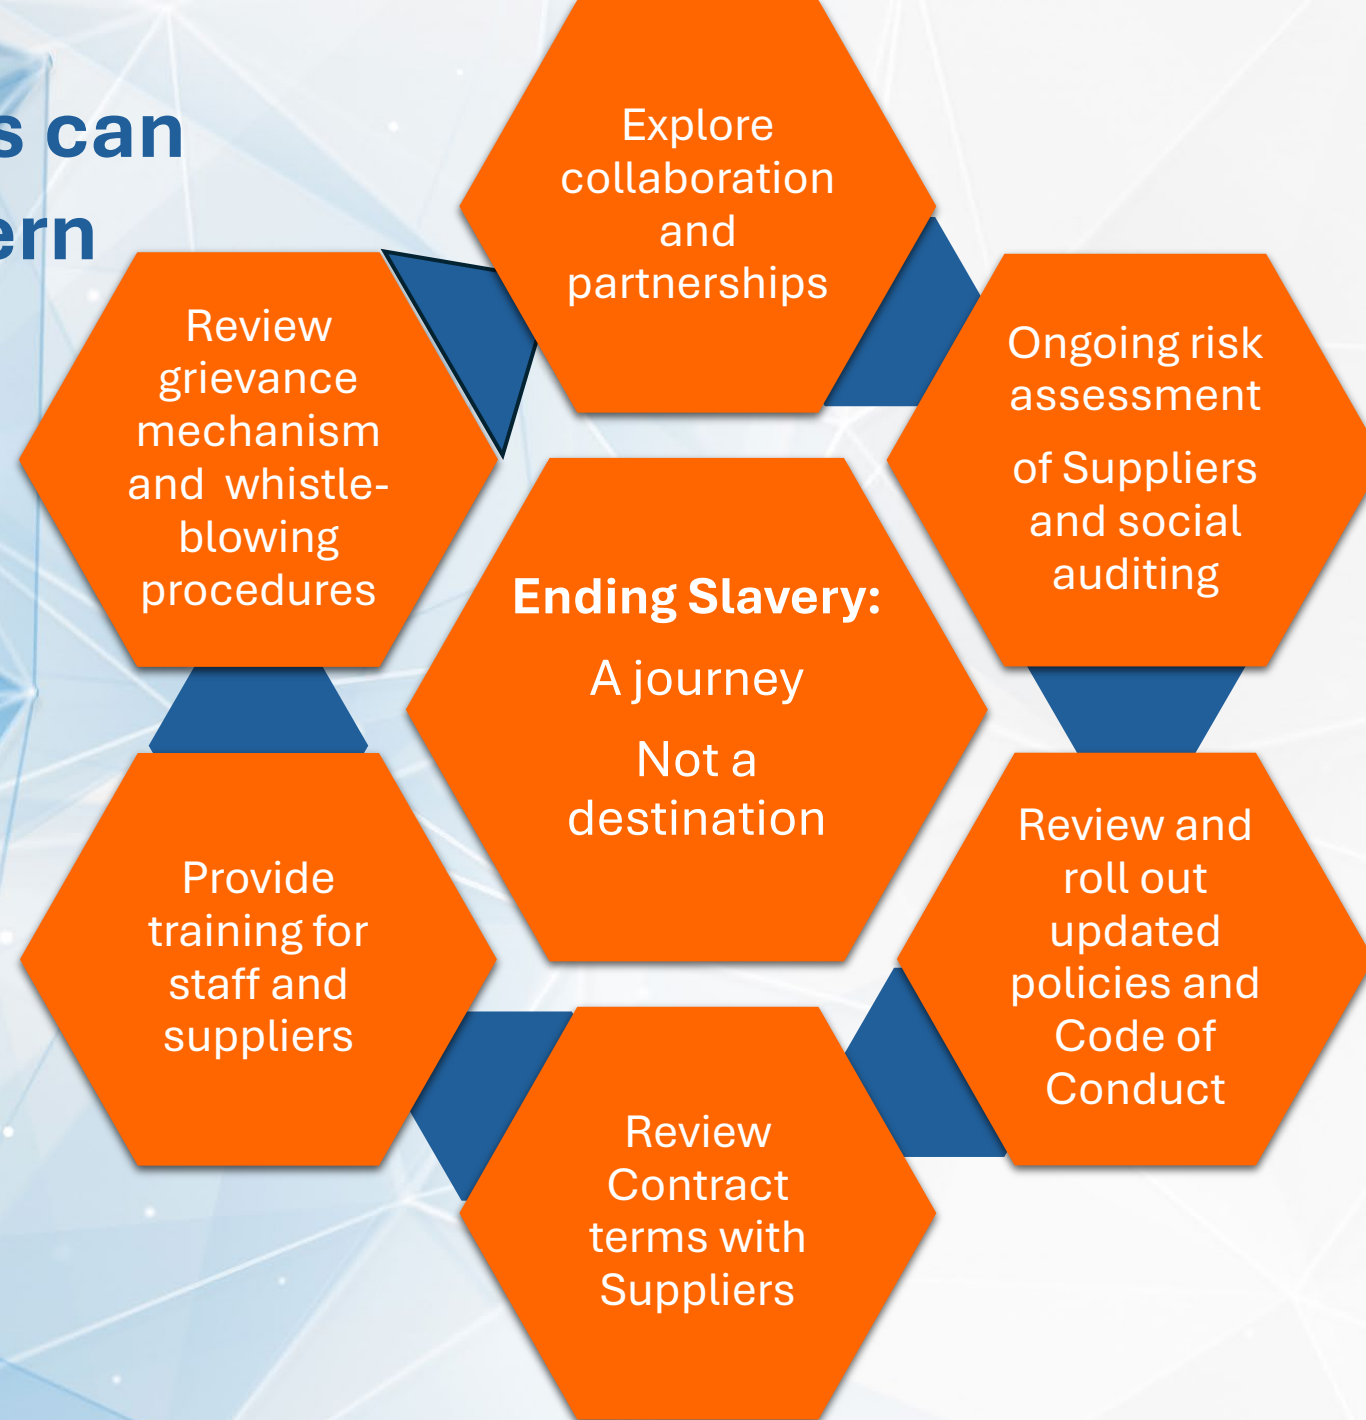 s can
ern
Explore
collaboration
and
partnerships
Ongoing risk
assessment
of Suppliers
and social
auditing
Review and
roll out
updated
policies and
Code of
Conduct
Review
Contract
terms with
Suppliers
Provide
training for
staff and
suppliers
Review
grievance
mechanism
and  whistle-
blowing
procedures
Ending Slavery:
A journey
Not a
destination